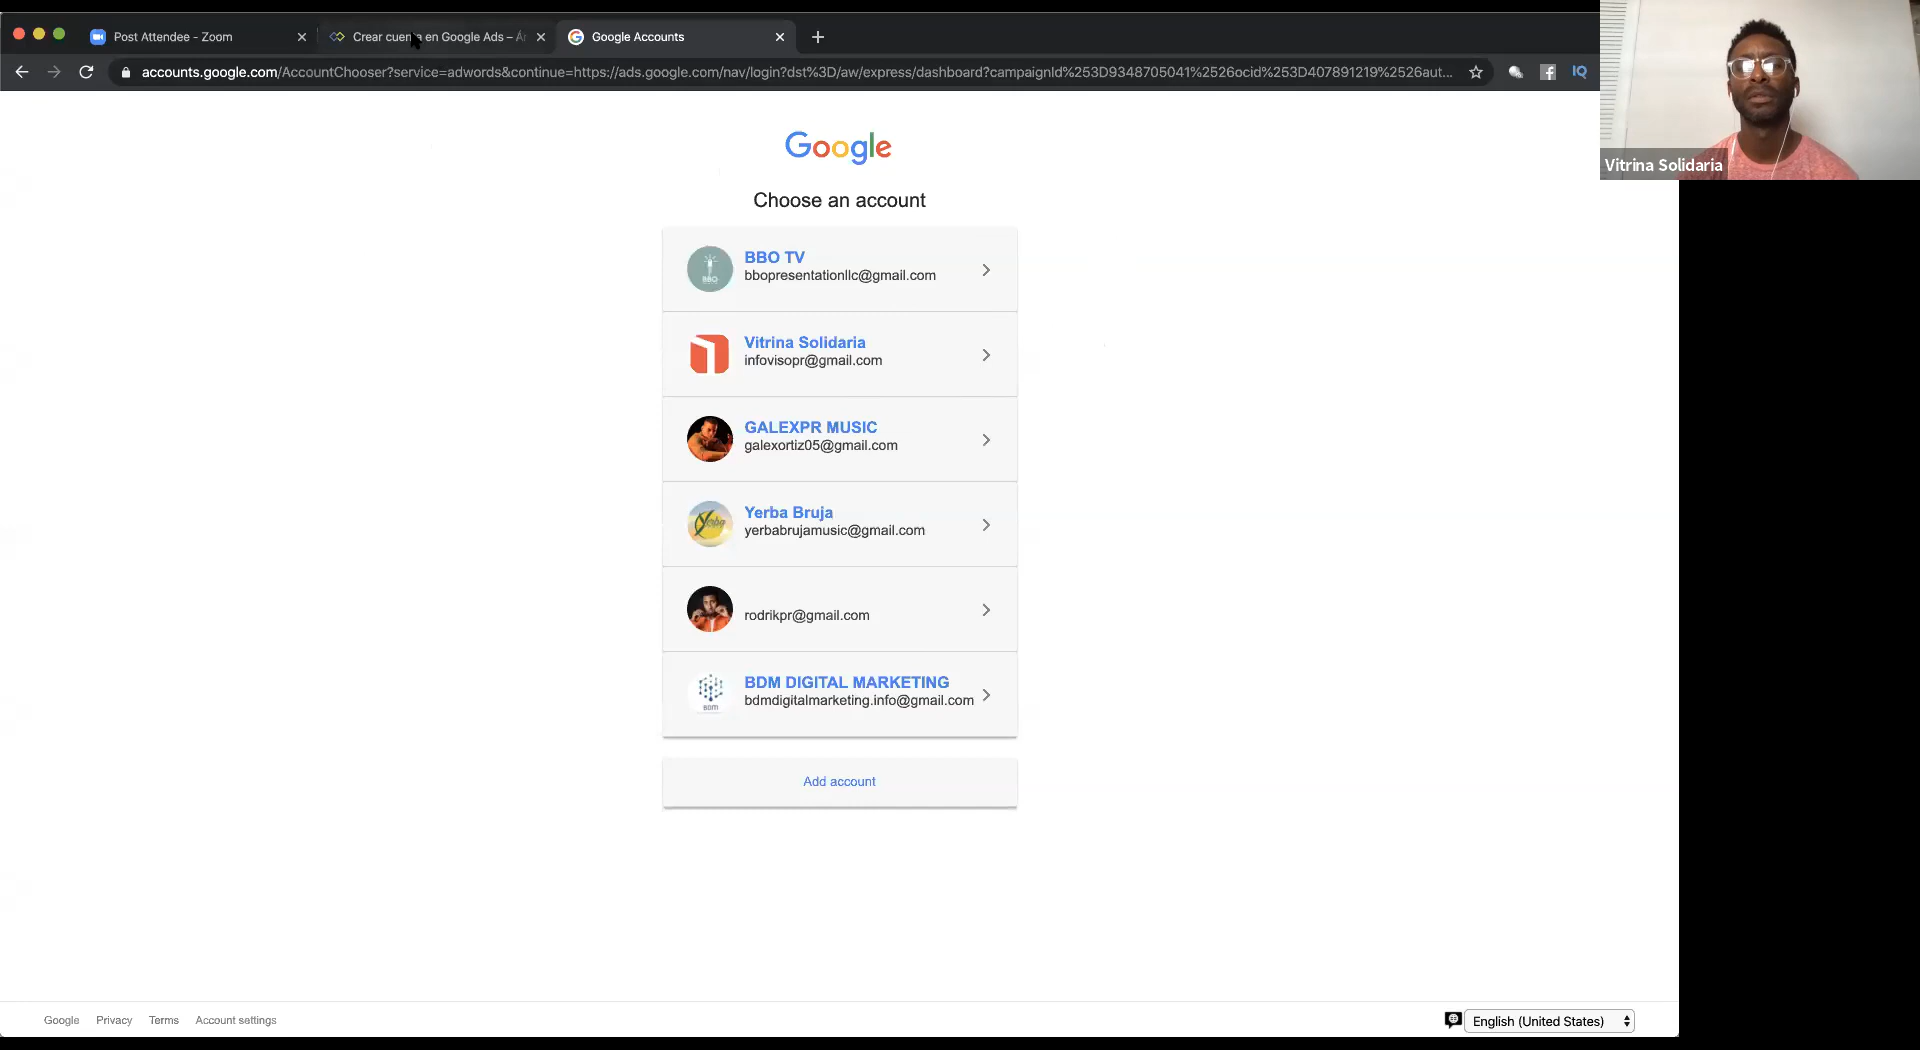 Post Attendee - Zoom
Crear cuenta en Google Ads – Ár
Google Accounts
accounts.google.com/AccountChooser?service=adwords&continue=https://ads.google.com/nav/login?dst%3D/aw/express/dashboard?campaignId%253D9348705041%2526ocid%253D407891219%2526aut...
IQ
Vitrina Solidaria
Google
Choose an account
BBO TV
bbopresentationllc@gmail.com
BBO
Vitrina Solidaria
infovisopr@gmail.com
GALEXPR MUSIC
galexortiz05@gmail.com
Yerba Bruja
yerbabrujamusic@gmail.com
rodrikpr@gmail.com
BDM DIGITAL MARKETING
bdmdigitalmarketing.info@gmail.com
BDM
Add account
Google Privacy Terms Account settings
English (United States)